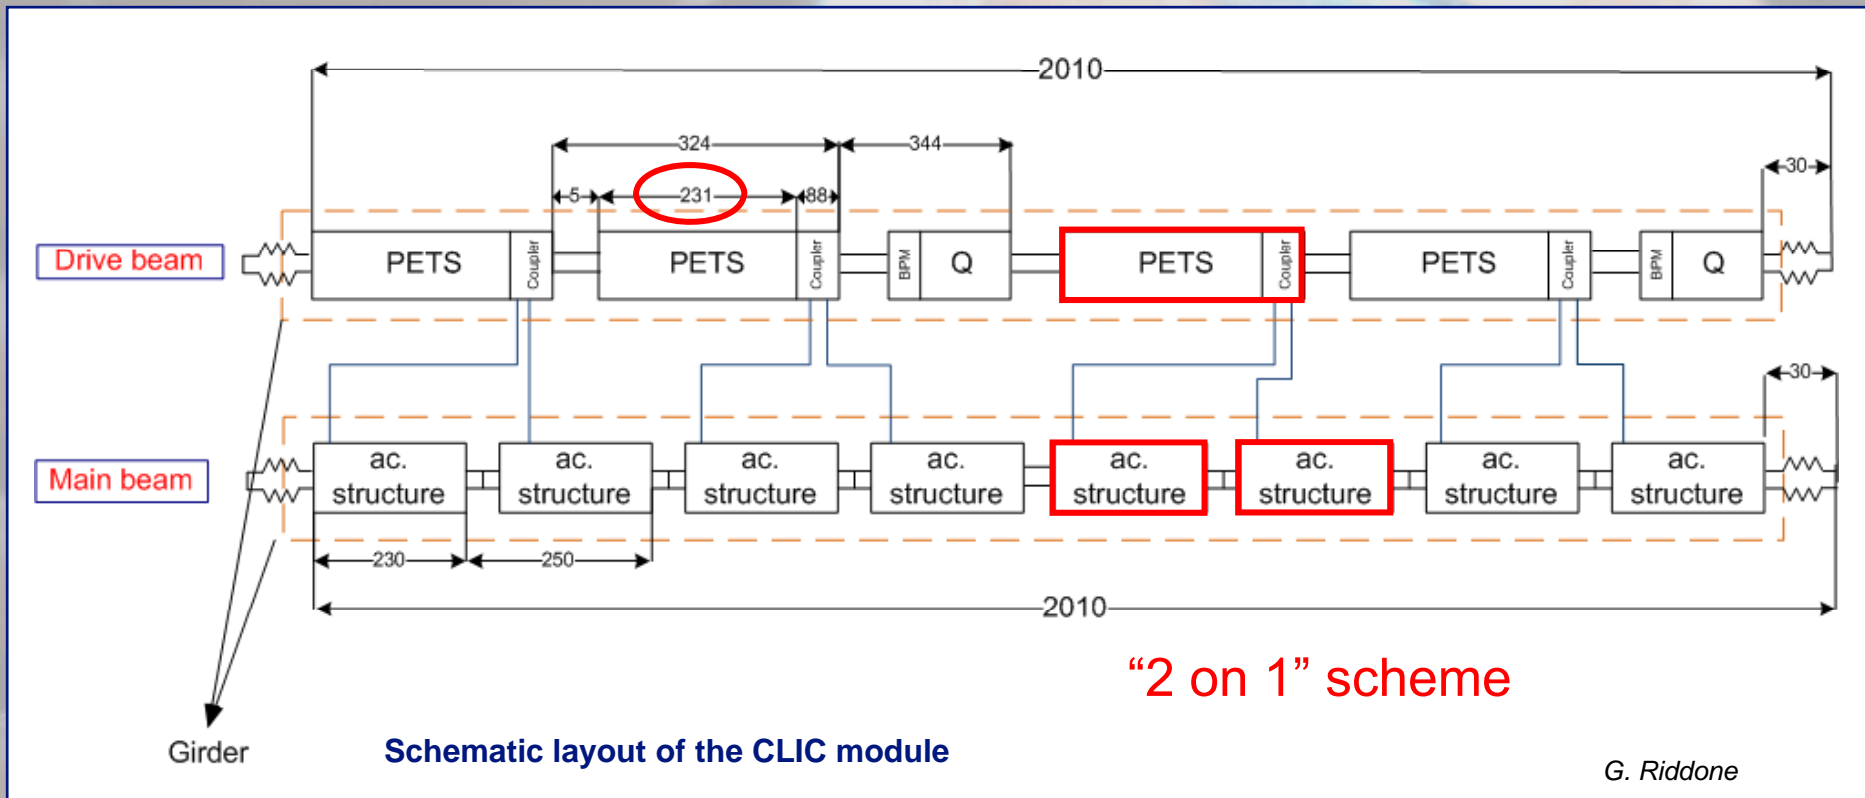 2010
324
344
5
231
88
30
Drive beam
PETS
Coupler
PETS
Coupler
BPM
Q
PETS
Coupler
PETS
Coupler
BPM
Q
30
Main beam
ac.
structure
ac.
structure
ac.
structure
ac.
structure
ac.
structure
ac.
structure
ac.
structure
ac.
structure
230
250
2010
“2 on 1” scheme
Girder
Schematic layout of the CLIC module
G. Riddone